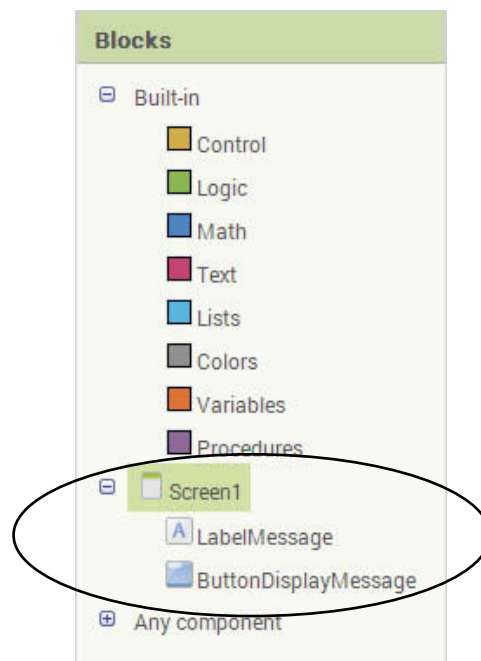 Blocks
Built-in
Control
Logic
Math
Text
Lists
Colors
Variables
Procedures
Screen1
A LabelMessage
ButtonDisplayMessage
Any component